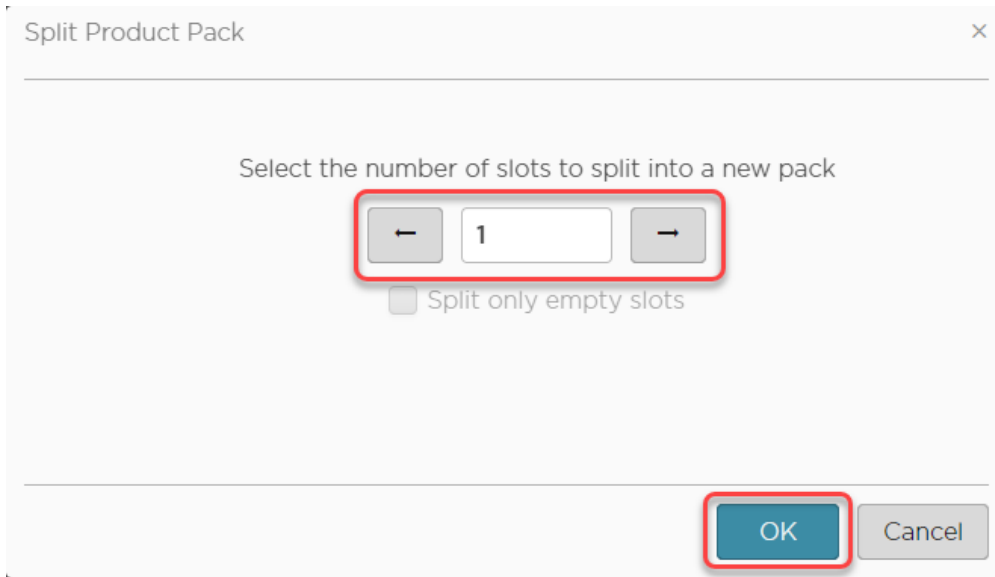 Split Product Pack ×
Select the number of slots to split into a new pack
← 1 →
Split only empty slots
OK Cancel